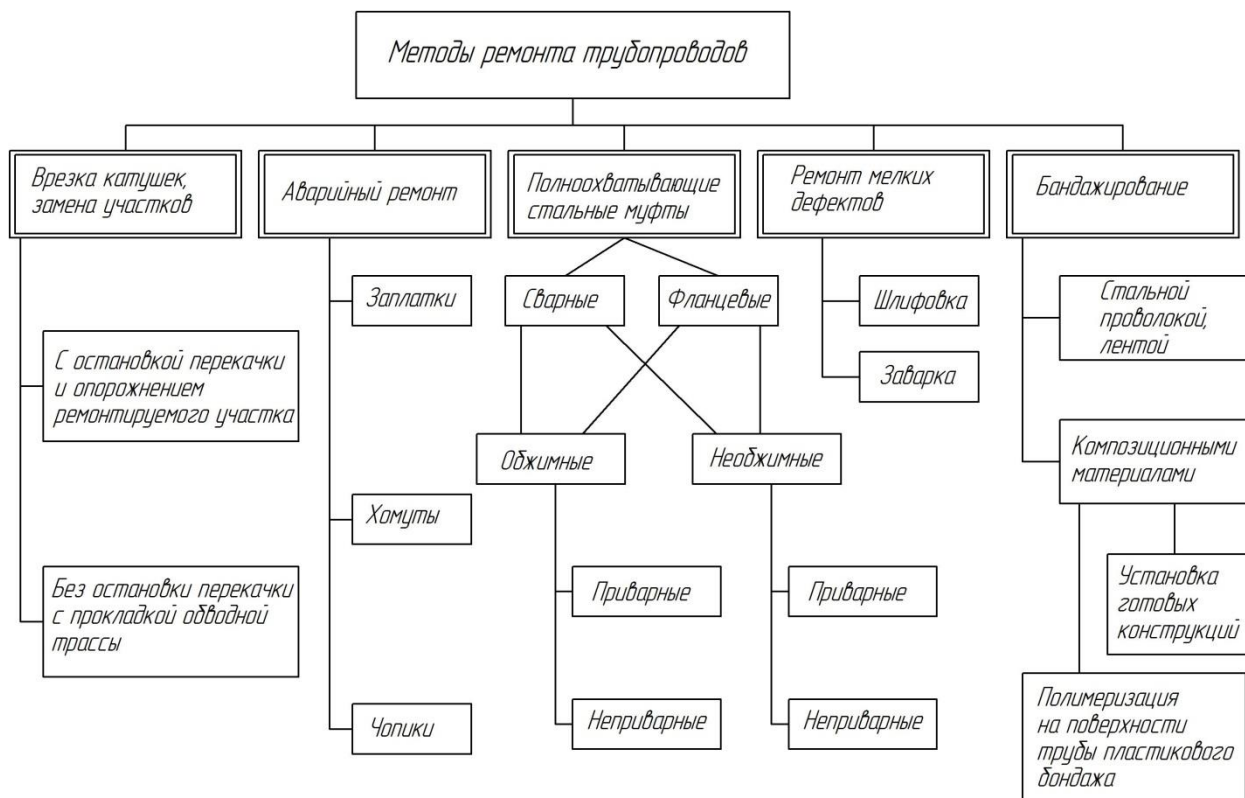 Методы ремонта трубопроводов
Врезка катушек,
замена участков
Аварийный ремонт
Полноохватывающие
стальные муфты
Ремонт мелких
дефектов
Бандажирование
Заплатки
Сварные
Фланцевые
Шлифовка
Стальной
проволокой,
лентой
С остановкой перекачки
и опорожнением
ремонтируемого участка
Заварка
Обжимные
Необжимные
Композиционными
материалами
Хомуты
Без остановки перекачки
с прокладкой обводной
трассы
Приварные
Приварные
Установка
готовых
конструкций
Чопики
Неприварные
Неприварные
Полимеризация
на поверхности
трубы пластикового
бондажа